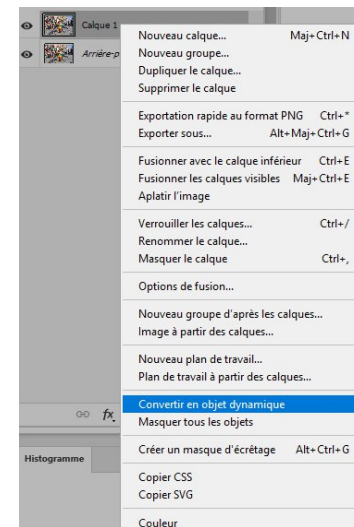 Calque 1
Arrière-p
Nouveau calque... Maj+Ctrl+N
Nouveau groupe...
Dupliquer le calque...
Supprimer le calque
Exportation rapide au format PNG Ctrl+*
Exporter sous... Alt+Maj+Ctrl+G
Fusionner avec le calque inférieur Ctrl+E
Fusionner les calques visibles Maj+Ctrl+E
Aplatir l'image
Verrouiller les calques... Ctrl+/
Renommer le calque...
Masquer le calque Ctrl+,
Options de fusion...
Nouveau groupe d'après les calques...
Image à partir des calques...
Nouveau plan de travail...
Plan de travail à partir des calques...
Convertir en objet dynamique
Masquer tous les objets
Créer un masque d'écrêtage Alt+Ctrl+G
Copier CSS
Copier SVG
Couleur
fx
Histogramme